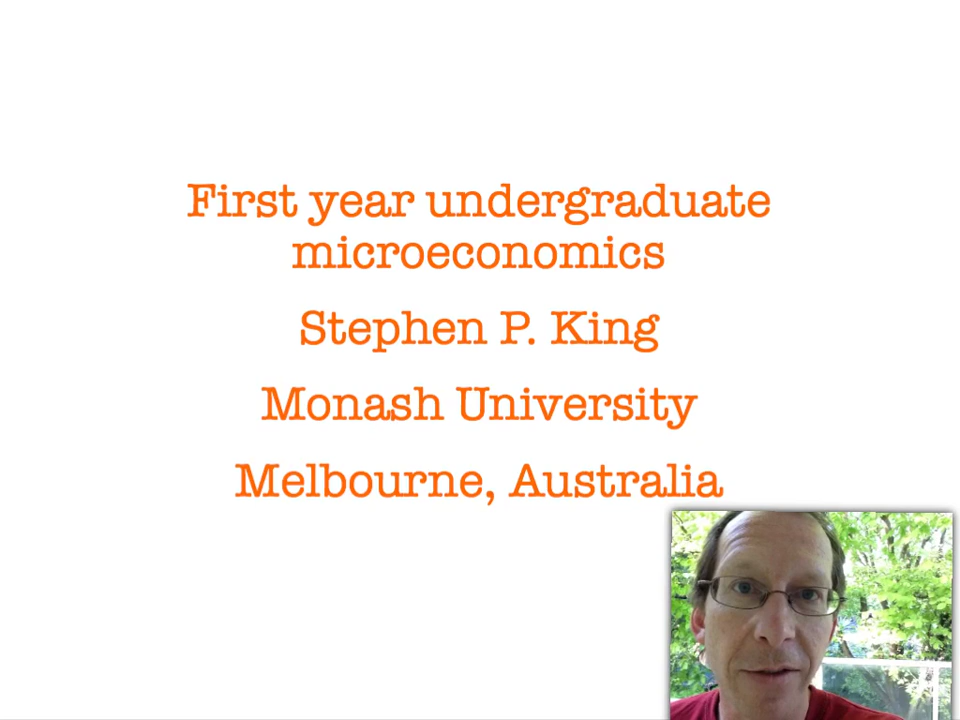 First year undergraduate
microeconomics
Stephen P. King
Monash University
Melbourne, Australia